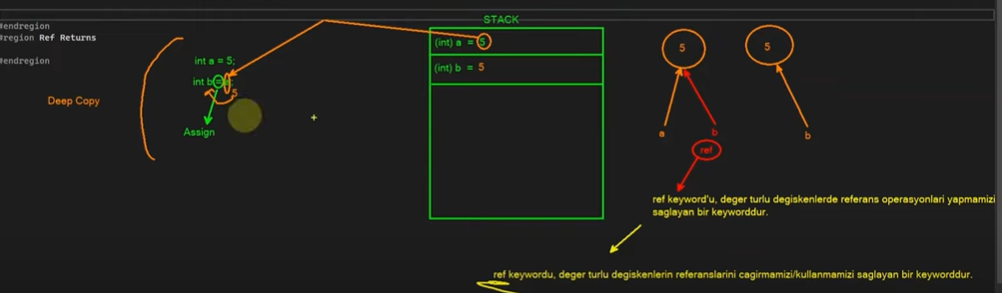 #endregion
#region Ref Returns
#endregion
Deep Copy
int a = 5;
int b = a;
5
Assign
STACK
(int) a = 5
(int) b = 5
5
5
a
b
b
ref
ref keyword'u, deger turlu degiskenlerde referans operasyonlari yapmamizi
saglayan bir keyworddur.
ref keywordu, deger turlu degiskenlerin referanslarini cagirmamizi/kullanmamizi saglayan bir keyworddur.